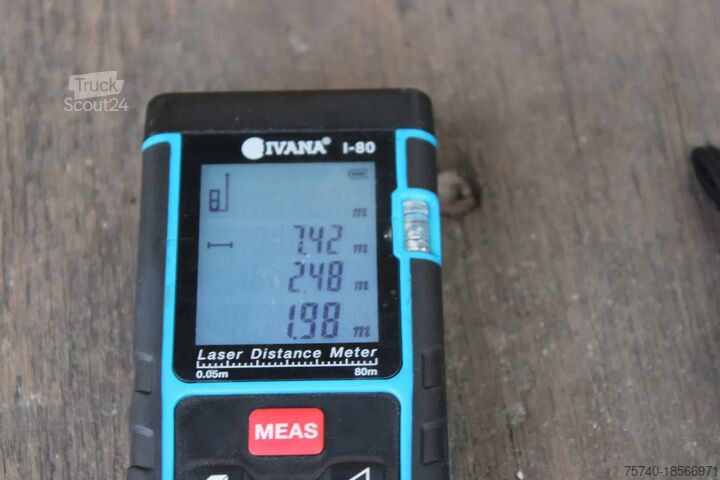 Truck
Scout24
IVANA® I-80
m
7.42 m
2.48 m
1.98 m
Laser Distance Meter
0.05m 80m
MEAS
75740-18566971